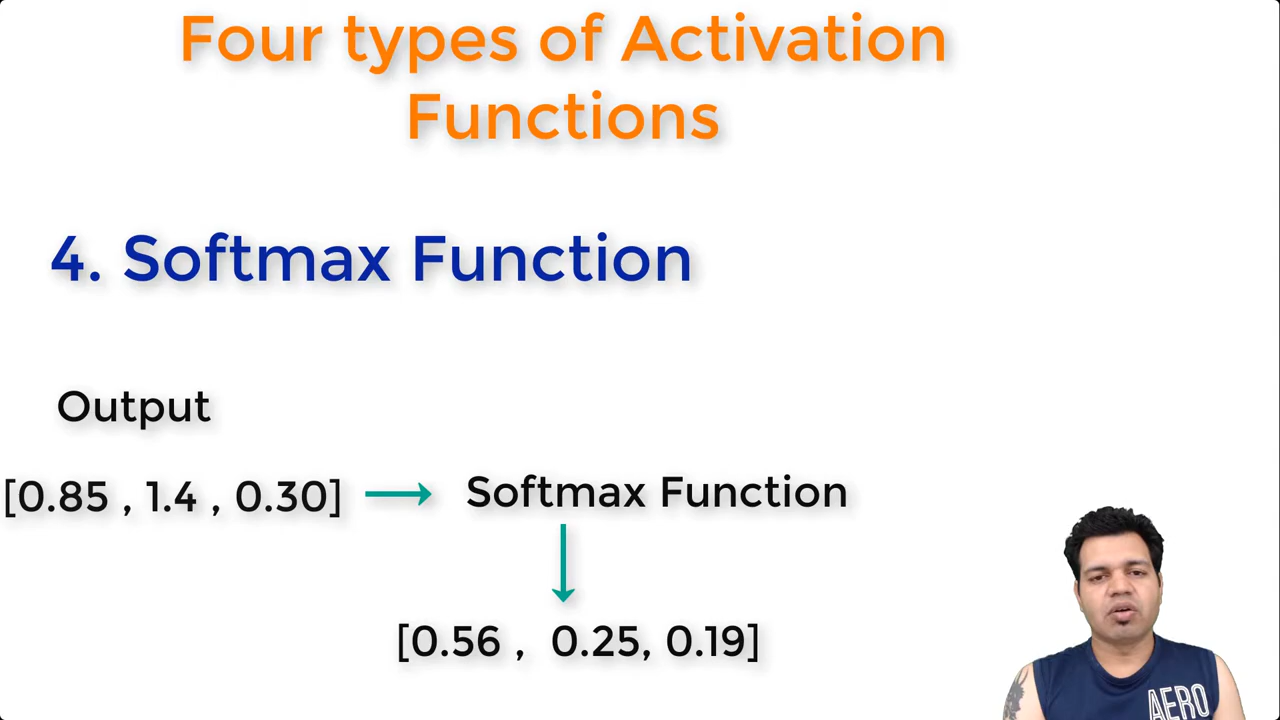 Four types of Activation
Functions
4. Softmax Function
Output
[0.85 , 1.4 , 0.30]
Softmax Function
[0.56 , 0.25, 0.19]
AERO